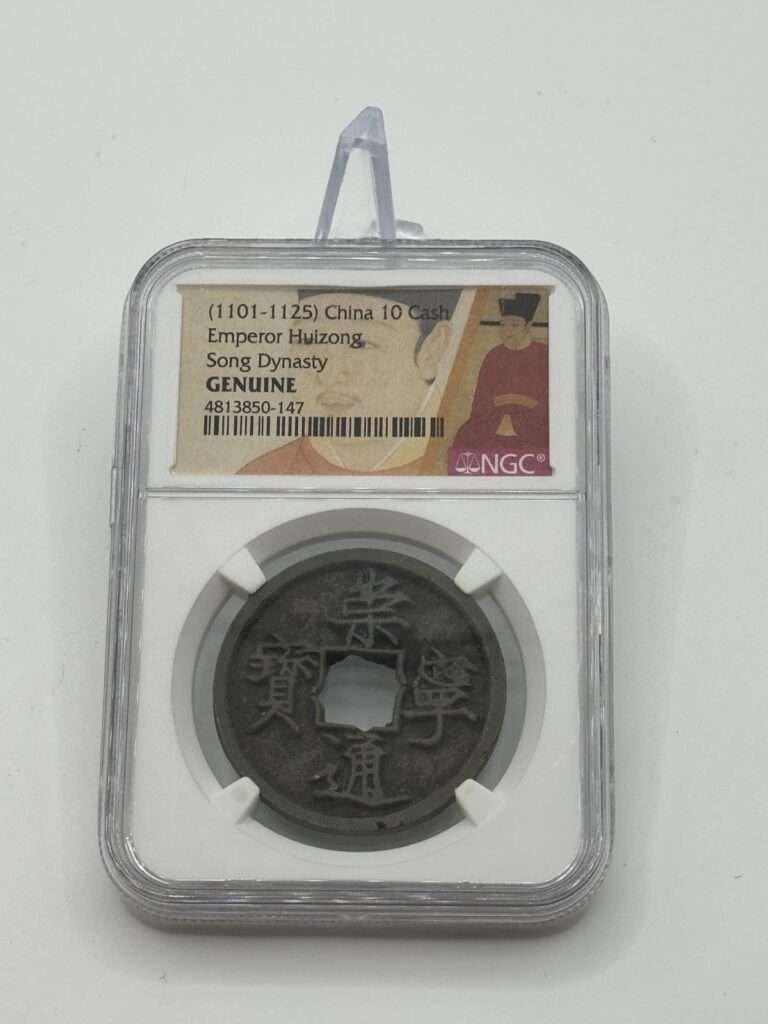 (1101-1125) China 10 Cash
Emperor Huizong
Song Dynasty
GENUINE
4813850-147
NGC®
崇
寧
通
寶